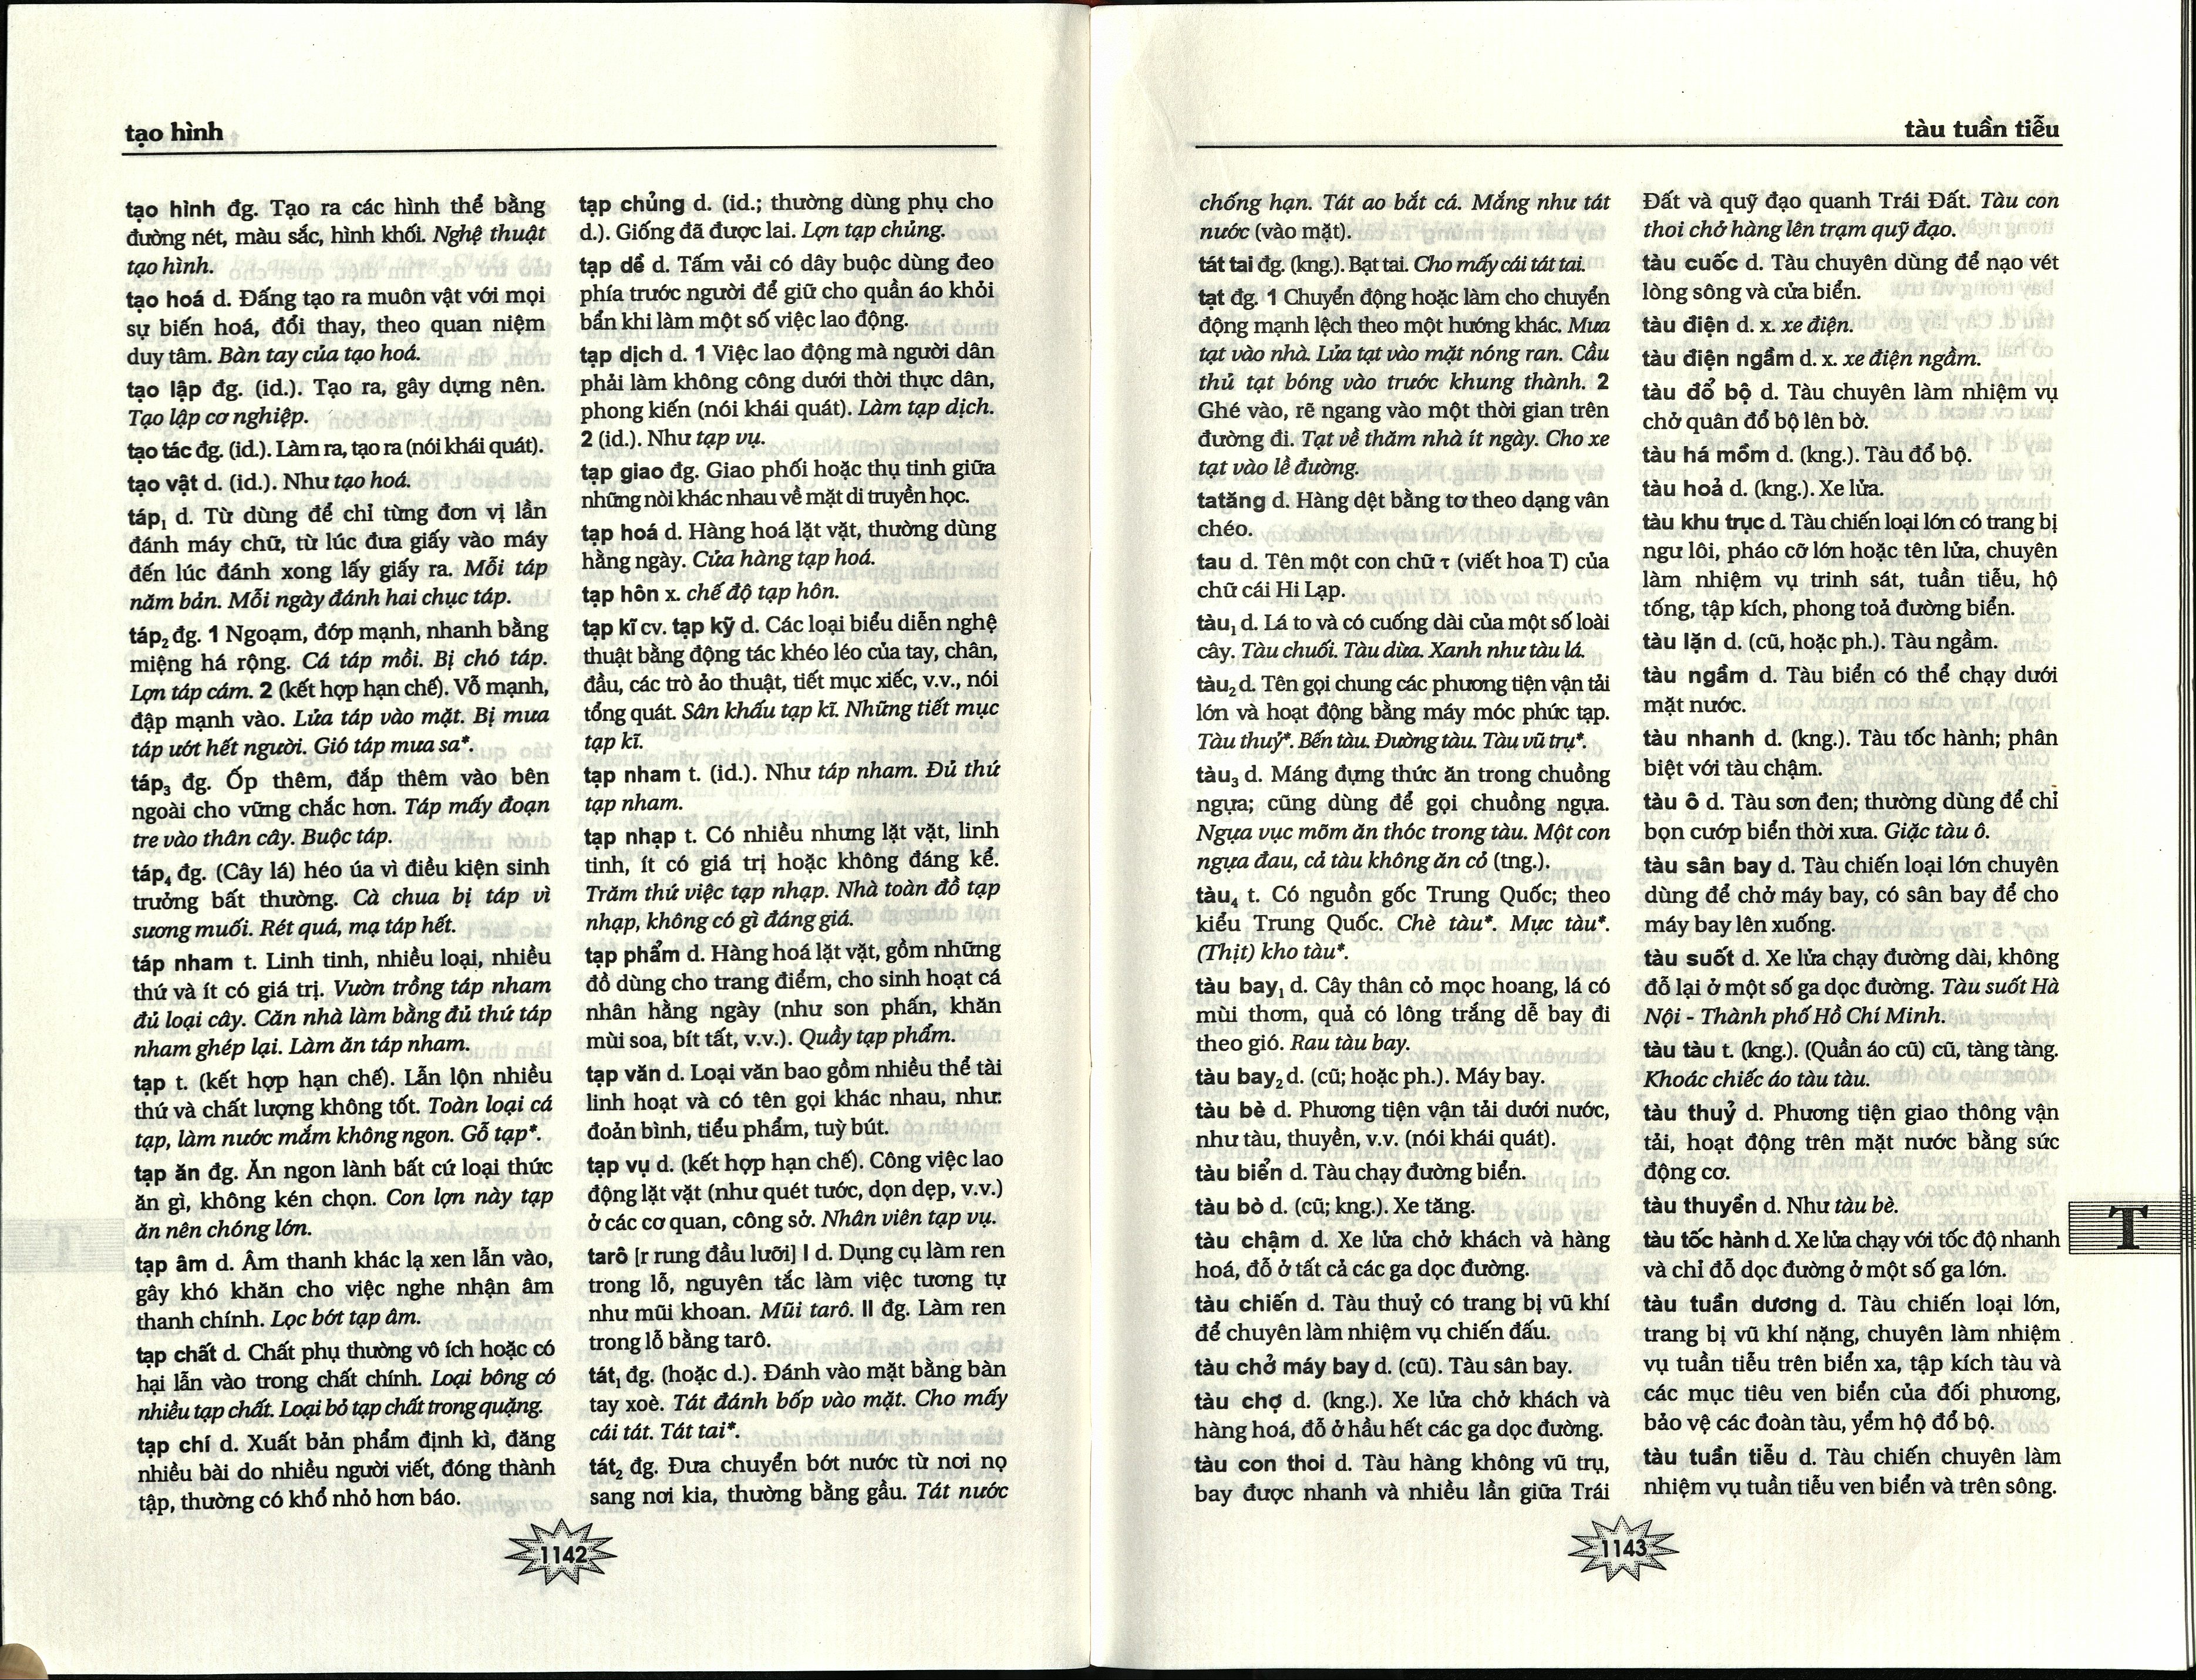 tạo hình
tạo hình đg. Tạo ra các hình thể bằng
đường nét, màu sắc, hình khối. Nghệ thuật
tạo hình.
tạo hoá d. Đấng tạo ra muôn vật với mọi
sự biến hoá, đổi thay, theo quan niệm
duy tâm. Bàn tay của tạo hoá.
tạo lập đg. (id.). Tạo ra, gây dựng nên.
Tạo lập cơ nghiệp.
tạo tác đg. (id.). Làm ra, tạo ra (nói khái quát).
tạo vật d. (id.). Như tạo hoá.
táp₁ d. Từ dùng để chỉ từng đơn vị lần
đánh máy chữ, từ lúc đưa giấy vào máy
đến lúc đánh xong lấy giấy ra. Mỗi táp
năm bản. Mỗi ngày đánh hai chục táp.
táp₂ đg. 1 Ngoạm, đớp mạnh, nhanh bằng
miệng há rộng. Cá táp mồi. Bị chó táp.
Lợn táp cám. 2 (kết hợp hạn chế). Vỗ mạnh,
đập mạnh vào. Lửa táp vào mặt. Bị mưa
táp ướt hết người. Gió táp mưa sa*.
táp₃ đg. Ốp thêm, đắp thêm vào bên
ngoài cho vững chắc hơn. Táp mấy đoạn
tre vào thân cây. Buộc táp.
táp₄ đg. (Cây lá) héo úa vì điều kiện sinh
trưởng bất thường. Cà chua bị táp vì
sương muối. Rét quá, mạ táp hết.
táp nham t. Linh tinh, nhiều loại, nhiều
thứ và ít có giá trị. Vườn trồng táp nham
đủ loại cây. Căn nhà làm bằng đủ thứ táp
nham ghép lại. Làm ăn táp nham.
tạp t. (kết hợp hạn chế). Lẫn lộn nhiều
thứ và chất lượng không tốt. Toàn loại cá
tạp, làm nước mắm không ngon. Gỗ tạp*.
tạp ăn đg. Ăn ngon lành bất cứ loại thức
ăn gì, không kén chọn. Con lợn này tạp
ăn nên chóng lớn.
tạp âm d. Âm thanh khác lạ xen lẫn vào,
gây khó khăn cho việc nghe nhận âm
thanh chính. Lọc bớt tạp âm.
tạp chất d. Chất phụ thường vô ích hoặc có
hại lẫn vào trong chất chính. Loại bông có
nhiều tạp chất. Loại bỏ tạp chất trong quặng.
tạp chí d. Xuất bản phẩm định kì, đăng
nhiều bài do nhiều người viết, đóng thành
tập, thường có khổ nhỏ hơn báo.
tạp chủng d. (id.; thường dùng phụ cho
d.). Giống đã được lai. Lợn tạp chủng.
tạp dề d. Tấm vải có dây buộc dùng đeo
phía trước người để giữ cho quần áo khỏi
bẩn khi làm một số việc lao động.
tạp dịch d. 1 Việc lao động mà người dân
phải làm không công dưới thời thực dân,
phong kiến (nói khái quát). Làm tạp dịch.
2 (id.). Như tạp vụ.
tạp giao đg. Giao phối hoặc thụ tinh giữa
những nòi khác nhau về mặt di truyền học.
tạp hoá d. Hàng hoá lặt vặt, thường dùng
hằng ngày. Cửa hàng tạp hoá.
tạp hôn x. chế độ tạp hôn.
tạp kĩ cv. tạp kỹ d. Các loại biểu diễn nghệ
thuật bằng động tác khéo léo của tay, chân,
đầu, các trò ảo thuật, tiết mục xiếc, v.v., nói
tổng quát. Sân khấu tạp kĩ. Những tiết mục
tạp kĩ.
tạp nham t. (id.). Như táp nham. Đủ thứ
tạp nham.
tạp nhạp t. Có nhiều nhưng lặt vặt, linh
tinh, ít có giá trị hoặc không đáng kể.
Trăm thứ việc tạp nhạp. Nhà toàn đồ tạp
nhạp, không có gì đáng giá.
tạp phẩm d. Hàng hoá lặt vặt, gồm những
đồ dùng cho trang điểm, cho sinh hoạt cá
nhân hằng ngày (như son phấn, khăn
mùi soa, bít tất, v.v.). Quầy tạp phẩm.
tạp văn d. Loại văn bao gồm nhiều thể tài
linh hoạt và có tên gọi khác nhau, như:
đoản bình, tiểu phẩm, tuỳ bút.
tạp vụ d. (kết hợp hạn chế). Công việc lao
động lặt vặt (như quét tước, dọn dẹp, v.v.)
ở các cơ quan, công sở. Nhân viên tạp vụ.
tarô [r rung đầu lưỡi] I d. Dụng cụ làm ren
trong lỗ, nguyên tắc làm việc tương tự
như mũi khoan. Mũi tarô. II đg. Làm ren
trong lỗ bằng tarô.
tát₁ đg. (hoặc d.). Đánh vào mặt bằng bàn
tay xoè. Tát đánh bốp vào mặt. Cho mấy
cái tát. Tát tai*.
tát₂ đg. Đưa chuyển bớt nước từ nơi nọ
sang nơi kia, thường bằng gầu. Tát nước
1142
tàu tuần tiễu
chống hạn. Tát ao bắt cá. Mắng như tát
nước (vào mặt).
tát tai đg. (kng.). Bạt tai. Cho mấy cái tát tai.
tạt đg. 1 Chuyển động hoặc làm cho chuyển
động mạnh lệch theo một hướng khác. Mưa
tạt vào nhà. Lửa tạt vào mặt nóng ran. Cầu
thủ tạt bóng vào trước khung thành. 2
Ghé vào, rẽ ngang vào một thời gian trên
đường đi. Tạt về thăm nhà ít ngày. Cho xe
tạt vào lề đường.
tatăng d. Hàng dệt bằng tơ theo dạng vân
chéo.
tau d. Tên một con chữ τ (viết hoa T) của
chữ cái Hi Lạp.
tàu₁ d. Lá to và có cuống dài của một số loài
cây. Tàu chuối. Tàu dừa. Xanh như tàu lá.
tàu₂ d. Tên gọi chung các phương tiện vận tải
lớn và hoạt động bằng máy móc phức tạp.
Tàu thuỷ*. Bến tàu. Đường tàu. Tàu vũ trụ*.
tàu₃ d. Máng đựng thức ăn trong chuồng
ngựa; cũng dùng để gọi chuồng ngựa.
Ngựa vục mõm ăn thóc trong tàu. Một con
ngựa đau, cả tàu không ăn cỏ (tng.).
tàu₄ t. Có nguồn gốc Trung Quốc; theo
kiểu Trung Quốc. Chè tàu*. Mực tàu*.
(Thịt) kho tàu*.
tàu bay₁ d. Cây thân cỏ mọc hoang, lá có
mùi thơm, quả có lông trắng dễ bay đi
theo gió. Rau tàu bay.
tàu bay₂ d. (cũ; hoặc ph.). Máy bay.
tàu bè d. Phương tiện vận tải dưới nước,
như tàu, thuyền, v.v. (nói khái quát).
tàu biển d. Tàu chạy đường biển.
tàu bò d. (cũ; kng.). Xe tăng.
tàu chậm d. Xe lửa chở khách và hàng
hoá, đỗ ở tất cả các ga dọc đường.
tàu chiến d. Tàu thuỷ có trang bị vũ khí
để chuyên làm nhiệm vụ chiến đấu.
tàu chở máy bay d. (cũ). Tàu sân bay.
tàu chợ d. (kng.). Xe lửa chở khách và
hàng hoá, đỗ ở hầu hết các ga dọc đường.
tàu con thoi d. Tàu hàng không vũ trụ,
bay được nhanh và nhiều lần giữa Trái
Đất và quỹ đạo quanh Trái Đất. Tàu con
thoi chở hàng lên trạm quỹ đạo.
tàu cuốc d. Tàu chuyên dùng để nạo vét
lòng sông và cửa biển.
tàu điện d. x. xe điện.
tàu điện ngầm d. x. xe điện ngầm.
tàu đổ bộ d. Tàu chuyên làm nhiệm vụ
chở quân đổ bộ lên bờ.
tàu há mồm d. (kng.). Tàu đổ bộ.
tàu hoả d. (kng.). Xe lửa.
tàu khu trục d. Tàu chiến loại lớn có trang bị
ngư lôi, pháo cỡ lớn hoặc tên lửa, chuyên
làm nhiệm vụ trinh sát, tuần tiễu, hộ
tống, tập kích, phong toả đường biển.
tàu lặn d. (cũ, hoặc ph.). Tàu ngầm.
tàu ngầm d. Tàu biển có thể chạy dưới
mặt nước.
tàu nhanh d. (kng.). Tàu tốc hành; phân
biệt với tàu chậm.
tàu ô d. Tàu sơn đen; thường dùng để chỉ
bọn cướp biển thời xưa. Giặc tàu ô.
tàu sân bay d. Tàu chiến loại lớn chuyên
dùng để chở máy bay, có sân bay để cho
máy bay lên xuống.
tàu suốt d. Xe lửa chạy đường dài, không
đỗ lại ở một số ga dọc đường. Tàu suốt Hà
Nội - Thành phố Hồ Chí Minh.
tàu tàu t. (kng.). (Quần áo cũ) cũ, tàng tàng.
Khoác chiếc áo tàu tàu.
tàu thuỷ d. Phương tiện giao thông vận
tải, hoạt động trên mặt nước bằng sức
động cơ.
tàu thuyền d. Như tàu bè.
tàu tốc hành d. Xe lửa chạy với tốc độ nhanh
và chỉ đỗ dọc đường ở một số ga lớn.
tàu tuần dương d. Tàu chiến loại lớn,
trang bị vũ khí nặng, chuyên làm nhiệm
vụ tuần tiễu trên biển xa, tập kích tàu và
các mục tiêu ven biển của đối phương,
bảo vệ các đoàn tàu, yểm hộ đổ bộ.
tàu tuần tiễu d. Tàu chiến chuyên làm
nhiệm vụ tuần tiễu ven biển và trên sông.
T
1143